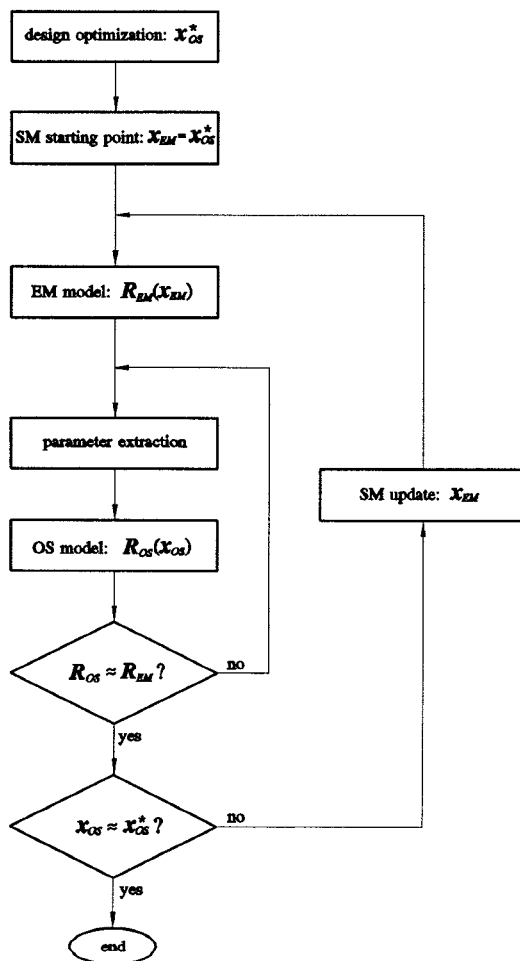 design optimization: x*OS
SM starting point: xEM = x*OS
EM model: REM(xEM)
parameter extraction
OS model: ROS(xOS)
SM update: xEM
ROS ≈ REM ?
no
yes
xOS ≈ x*OS ?
no
yes
end